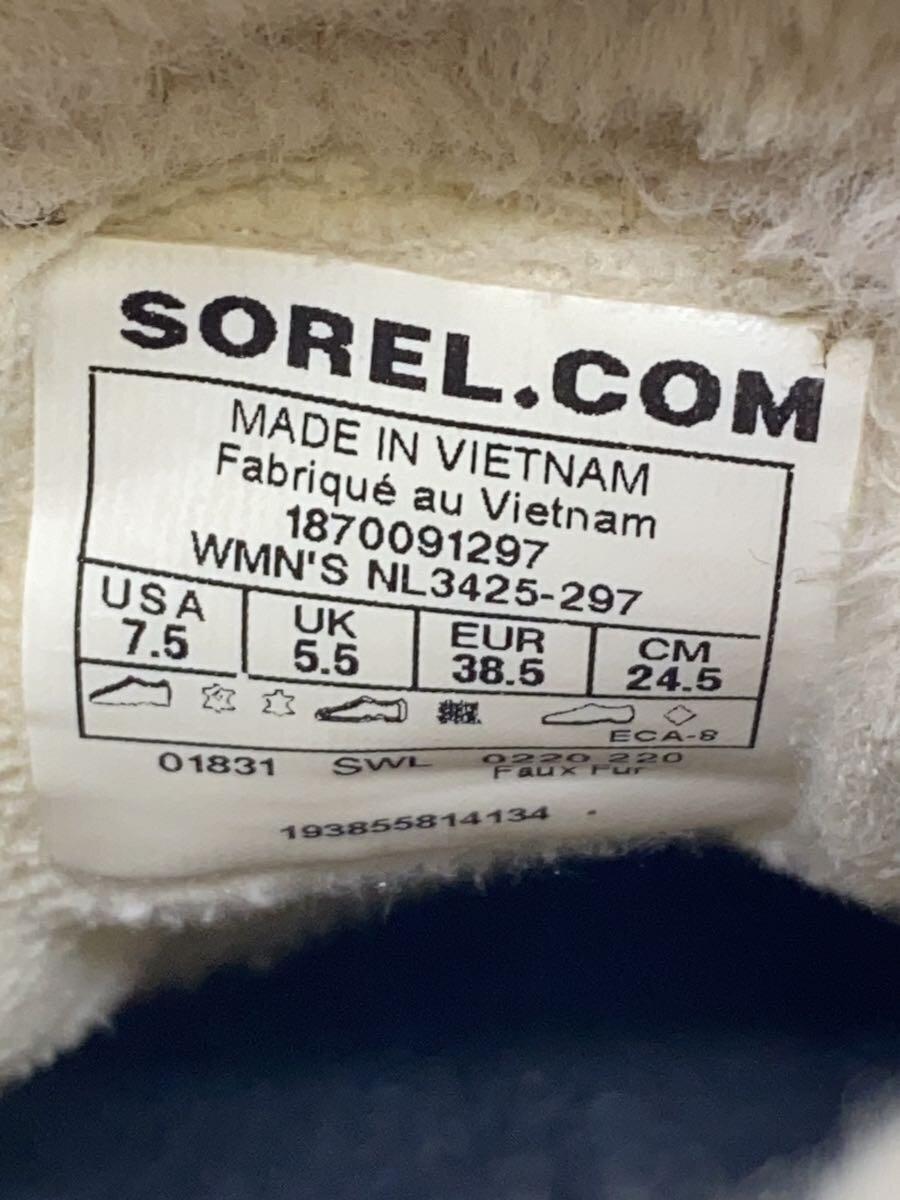 SOREL.COM
MADE IN VIETNAM
Fabriqué au Vietnam
1870091297
WMN'S NL3425-297
USA UK EUR CM
7.5 5.5 38.5 24.5
ECA-8
01831 SWL 0220 220
Faux Fur
193855814134